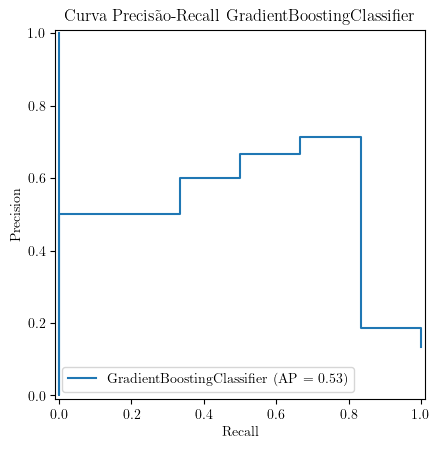 Curva Precisão-Recall GradientBoostingClassifier
1.0
0.8
0.6
0.4
0.2
0.0
Precision
GradientBoostingClassifier (AP = 0.53)
0.0 0.2 0.4 0.6 0.8 1.0
Recall